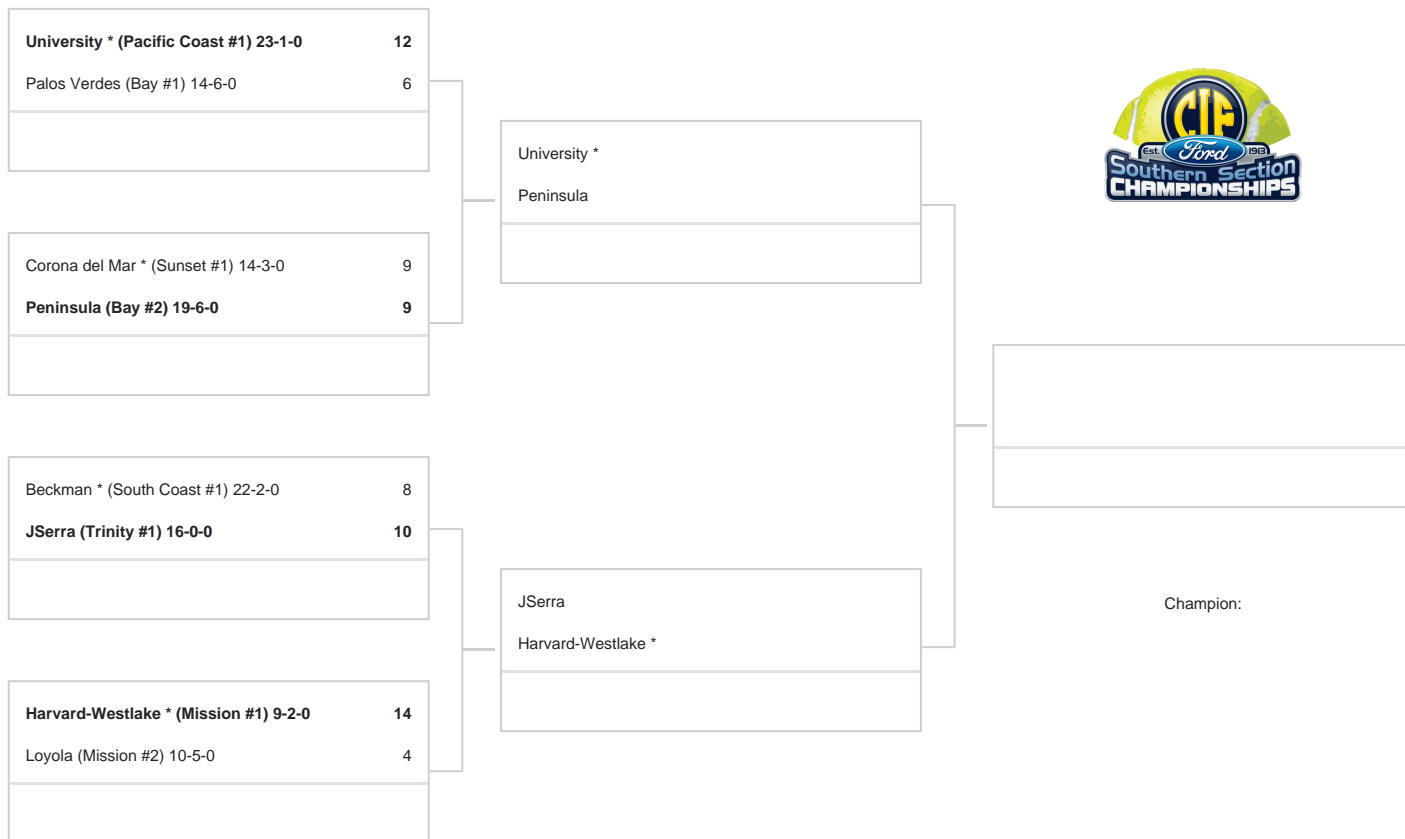 University * (Pacific Coast #1) 23-1-0 12
Palos Verdes (Bay #1) 14-6-0 6
Corona del Mar * (Sunset #1) 14-3-0 9
Peninsula (Bay #2) 19-6-0 9
Beckman * (South Coast #1) 22-2-0 8
JSerra (Trinity #1) 16-0-0 10
Harvard-Westlake * (Mission #1) 9-2-0 14
Loyola (Mission #2) 10-5-0 4
University *
Peninsula
JSerra
Harvard-Westlake *
CIF
Est. Ford 1913
Southern Section
CHAMPIONSHIPS
Champion: